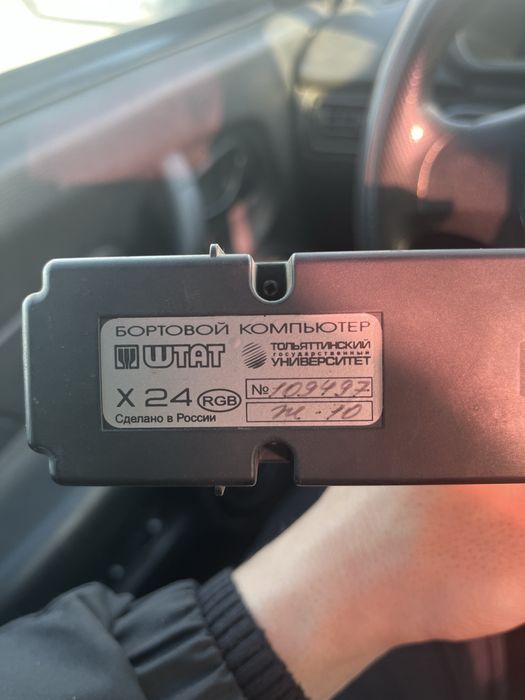 БОРТОВОЙ КОМПЬЮТЕР
ШТАТ
ТОЛЬЯТТИНСКИЙ
государственный
УНИВЕРСИТЕТ
X 24 RGB
№ 109497
Сделано в России